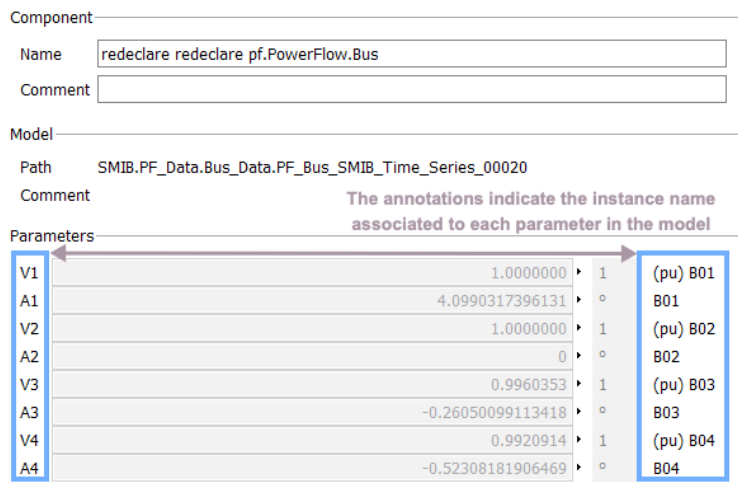 Component
Name redeclare redeclare pf.PowerFlow.Bus
Comment
Model
Path SMIB.PF_Data.Bus_Data.PF_Bus_SMIB_Time_Series_00020
Comment
The annotations indicate the instance name
associated to each parameter in the model
Parameters
V1 1.0000000 1 (pu) B01
A1 4.0990317396131 ° B01
V2 1.0000000 1 (pu) B02
A2 0 ° B02
V3 0.9960353 1 (pu) B03
A3 -0.26050099113418 ° B03
V4 0.9920914 1 (pu) B04
A4 -0.52308181906469 ° B04